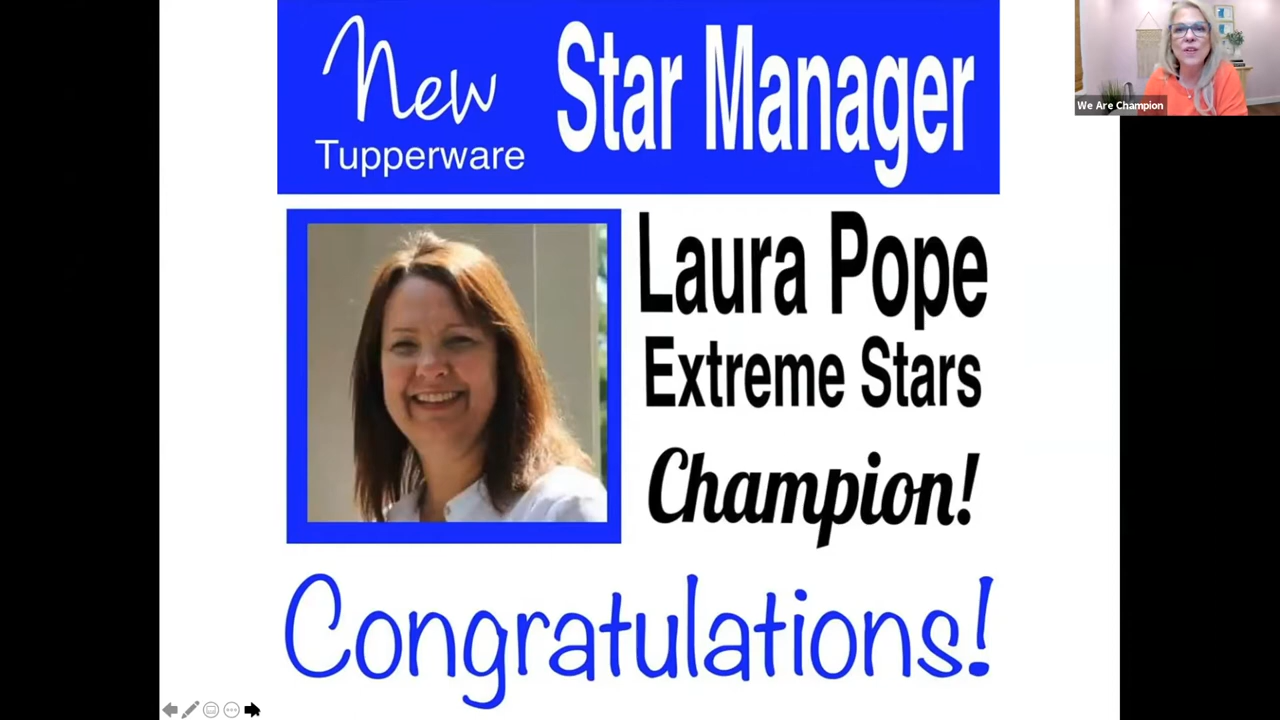 New
Tupperware
Star Manager
Laura Pope
Extreme Stars
Champion!
Congratulations!
We Are Champion